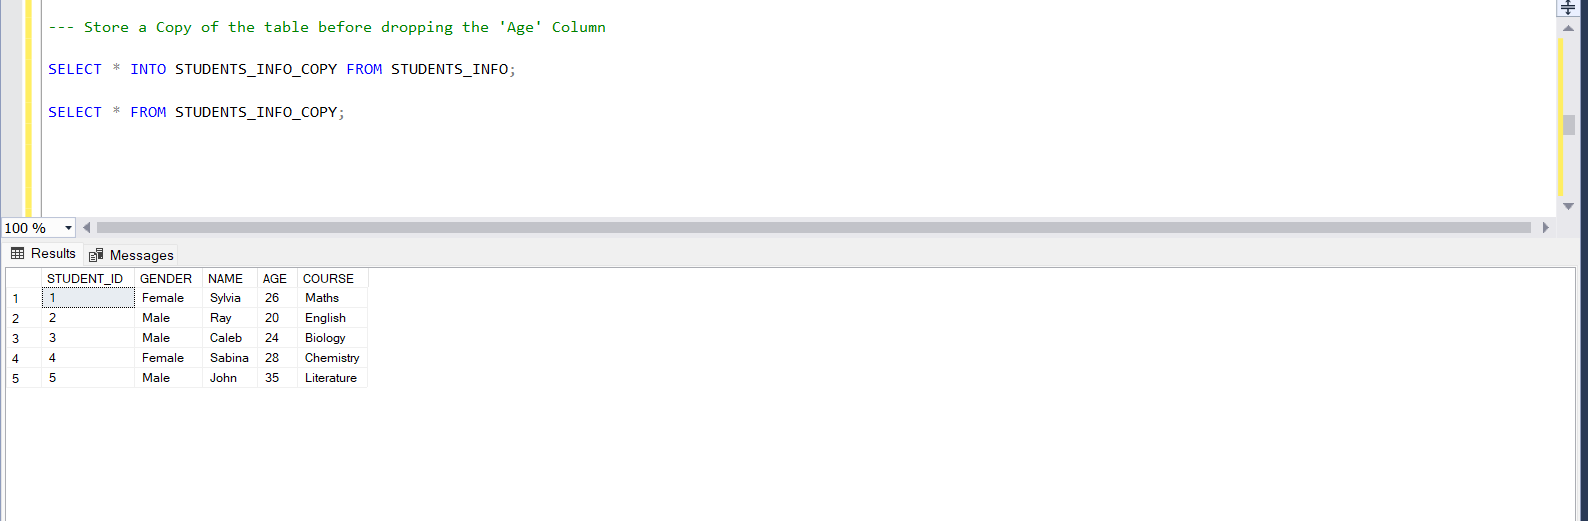 --- Store a Copy of the table before dropping the 'Age' Column
SELECT * INTO STUDENTS_INFO_COPY FROM STUDENTS_INFO;
SELECT * FROM STUDENTS_INFO_COPY;
100 %
Results Messages
STUDENT_ID GENDER NAME AGE COURSE
1 1 Female Sylvia 26 Maths
2 2 Male Ray 20 English
3 3 Male Caleb 24 Biology
4 4 Female Sabina 28 Chemistry
5 5 Male John 35 Literature